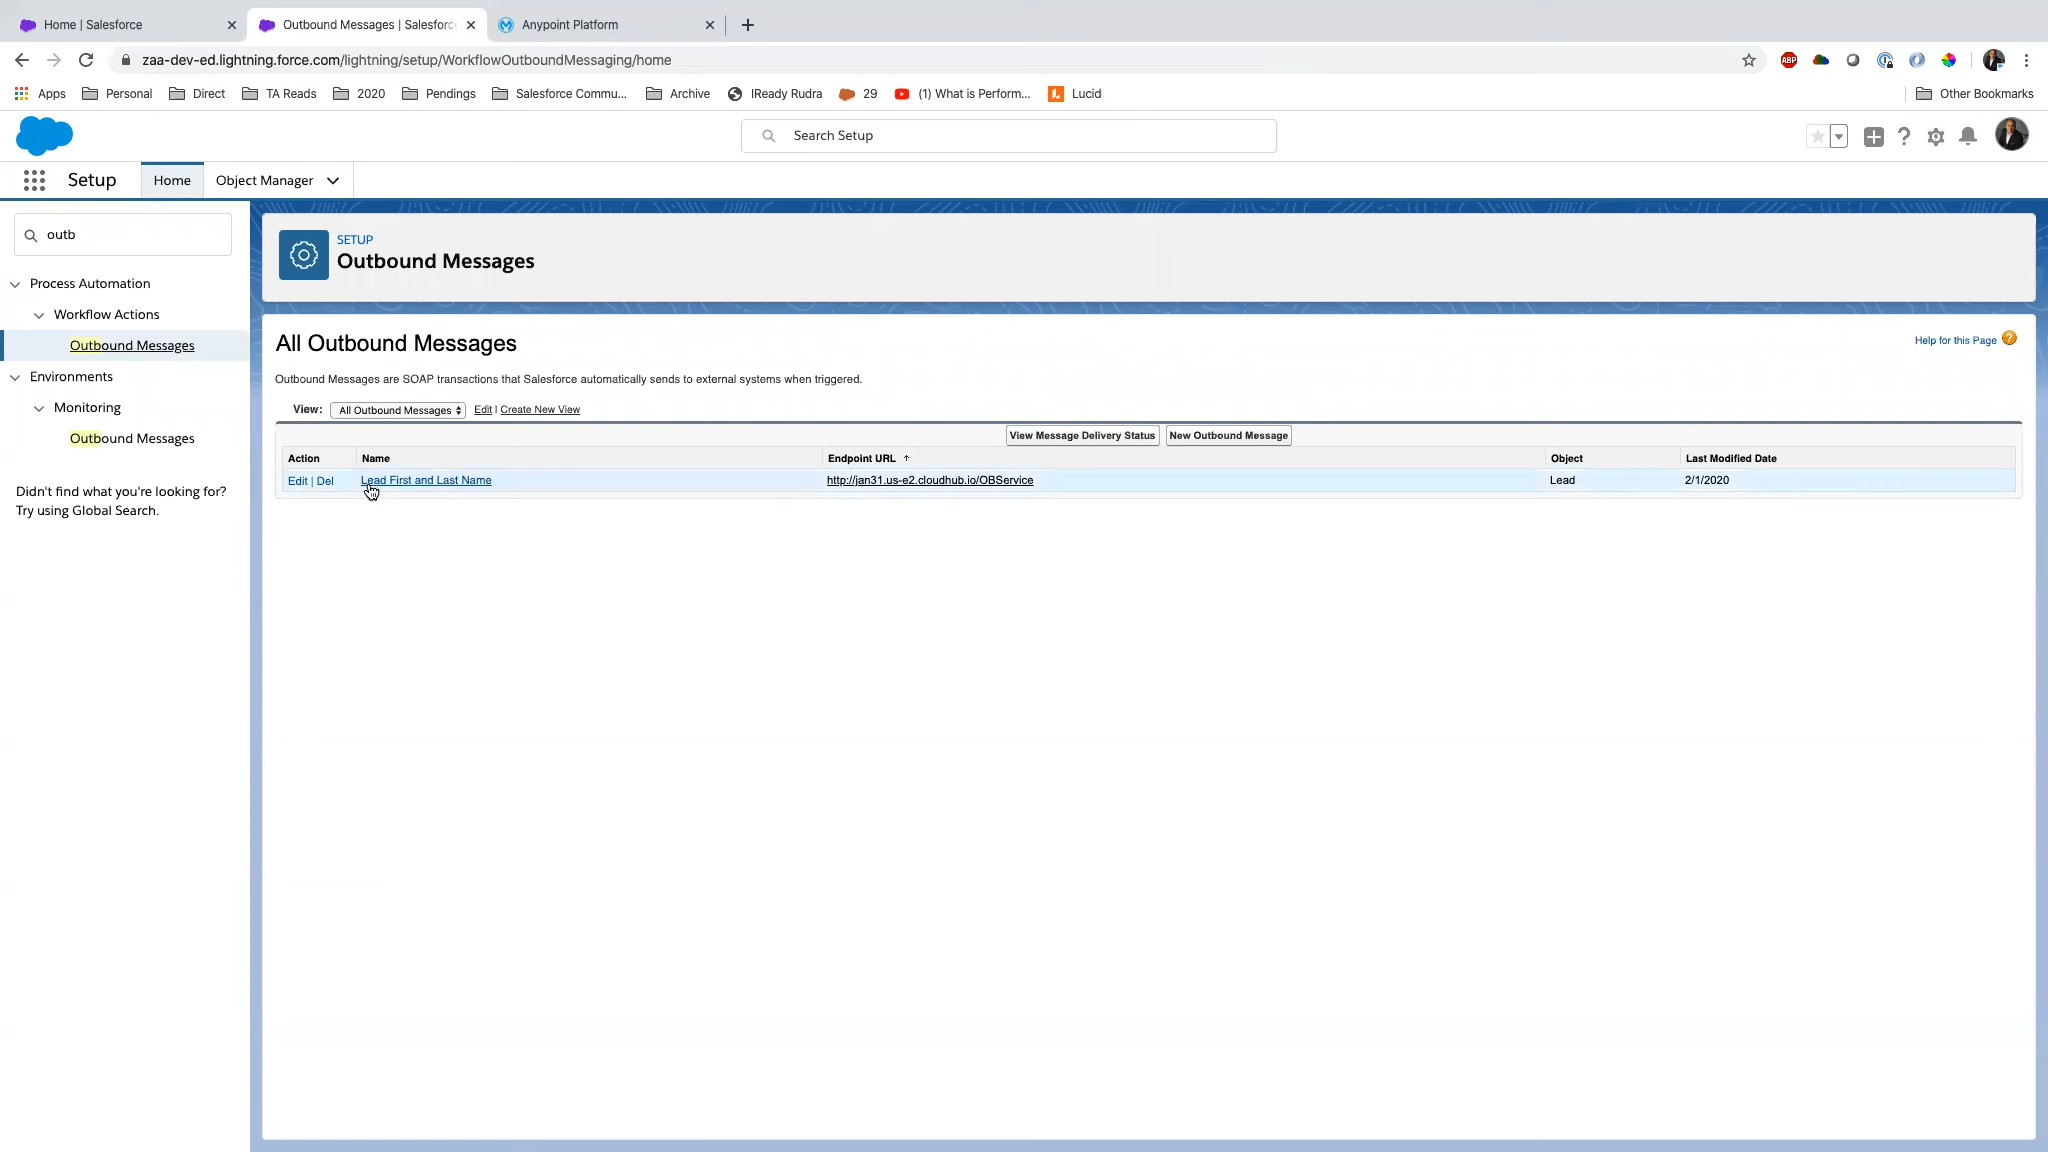 Home | Salesforce
Outbound Messages | Salesforc
Anypoint Platform
zaa-dev-ed.lightning.force.com/lightning/setup/WorkflowOutboundMessaging/home
Apps Personal Direct TA Reads 2020 Pendings Salesforce Commu... Archive IReady Rudra 29 (1) What is Perform... Lucid Other Bookmarks
ABP
Search Setup
Setup Home Object Manager
outb
Process Automation
Workflow Actions
Outbound Messages
Environments
Monitoring
Outbound Messages
Didn't find what you're looking for?
Try using Global Search.
SETUP
Outbound Messages
All Outbound Messages
Help for this Page
Outbound Messages are SOAP transactions that Salesforce automatically sends to external systems when triggered.
View: All Outbound Messages Edit | Create New View
View Message Delivery Status New Outbound Message
Action Name Endpoint URL ↑ Object Last Modified Date
Edit | Del Lead First and Last Name http://jan31.us-e2.cloudhub.io/OBService Lead 2/1/2020